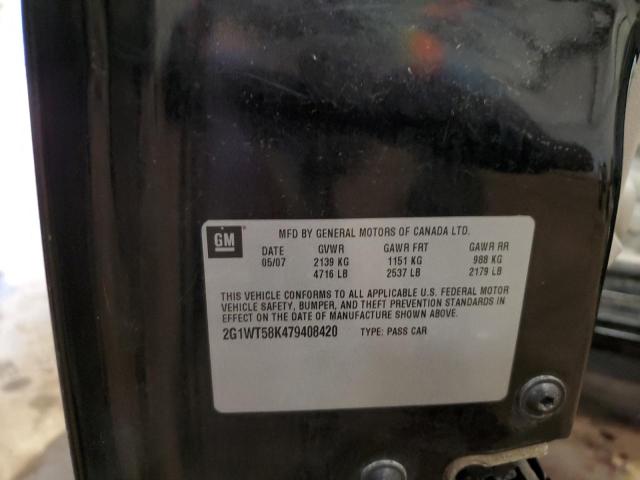 GM MFD BY GENERAL MOTORS OF CANADA LTD.
DATE GVWR GAWR FRT GAWR RR
05/07 2139 KG 1151 KG 988 KG
4716 LB 2537 LB 2179 LB
THIS VEHICLE CONFORMS TO ALL APPLICABLE U.S. FEDERAL MOTOR
VEHICLE SAFETY, BUMPER, AND THEFT PREVENTION STANDARDS IN
EFFECT ON THE DATE OF MANUFACTURE SHOWN ABOVE.
2G1WT58K479408420 TYPE: PASS CAR